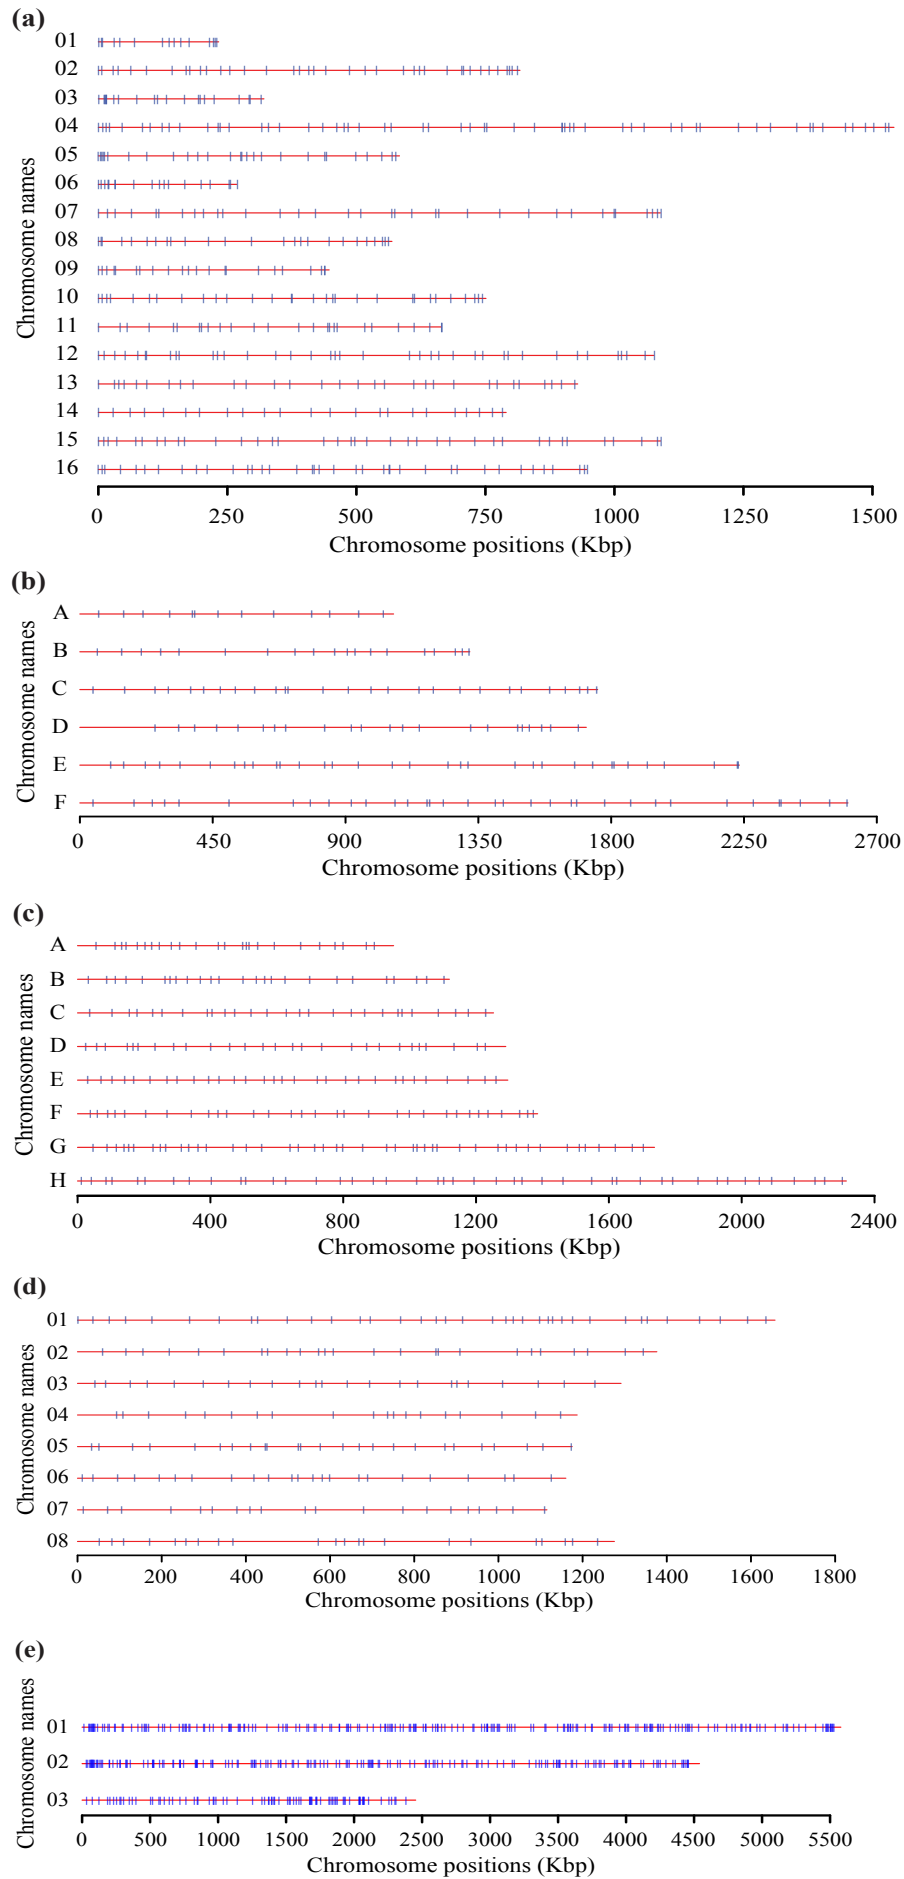 (a)
Chromosome names
01
02
03
04
05
06
07
08
09
10
11
12
13
14
15
16
0 250 500 750 1000 1250 1500
Chromosome positions (Kbp)
(b)
Chromosome names
A
B
C
D
E
F
0 450 900 1350 1800 2250 2700
Chromosome positions (Kbp)
(c)
Chromosome names
A
B
C
D
E
F
G
H
0 400 800 1200 1600 2000 2400
Chromosome positions (Kbp)
(d)
Chromosome names
01
02
03
04
05
06
07
08
0 200 400 600 800 1000 1200 1400 1600 1800
Chromosome positions (Kbp)
(e)
Chromosome names
01
02
03
0 500 1000 1500 2000 2500 3000 3500 4000 4500 5000 5500
Chromosome positions (Kbp)